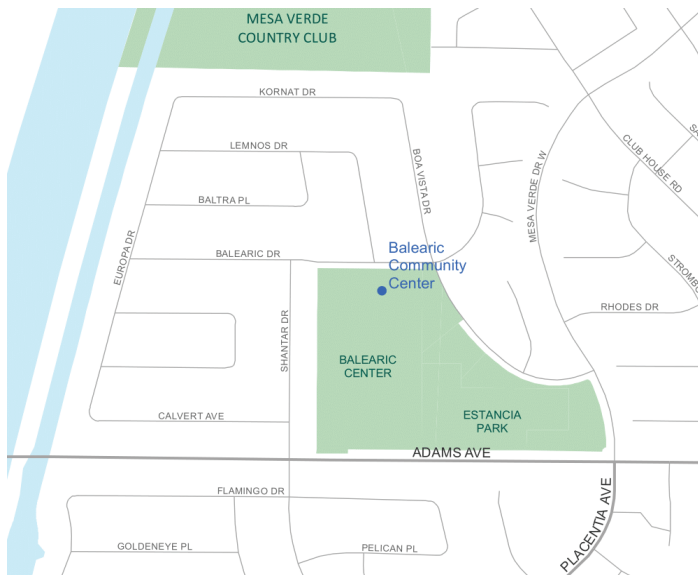 MESA VERDE
COUNTRY CLUB
KORNAT DR
LEMNOS DR
BOA VISTA DR
CLUB HOUSE RD
BALTRA PL
MESA VERDE DR W
EUROPA DR
BALEARIC DR
Balearic
Community
Center
SHANTAR DR
RHODES DR
BALEARIC
CENTER
CALVERT AVE
ESTANCIA
PARK
ADAMS AVE
FLAMINGO DR
PLACENTIA AVE
GOLDENEYE PL
PELICAN PL